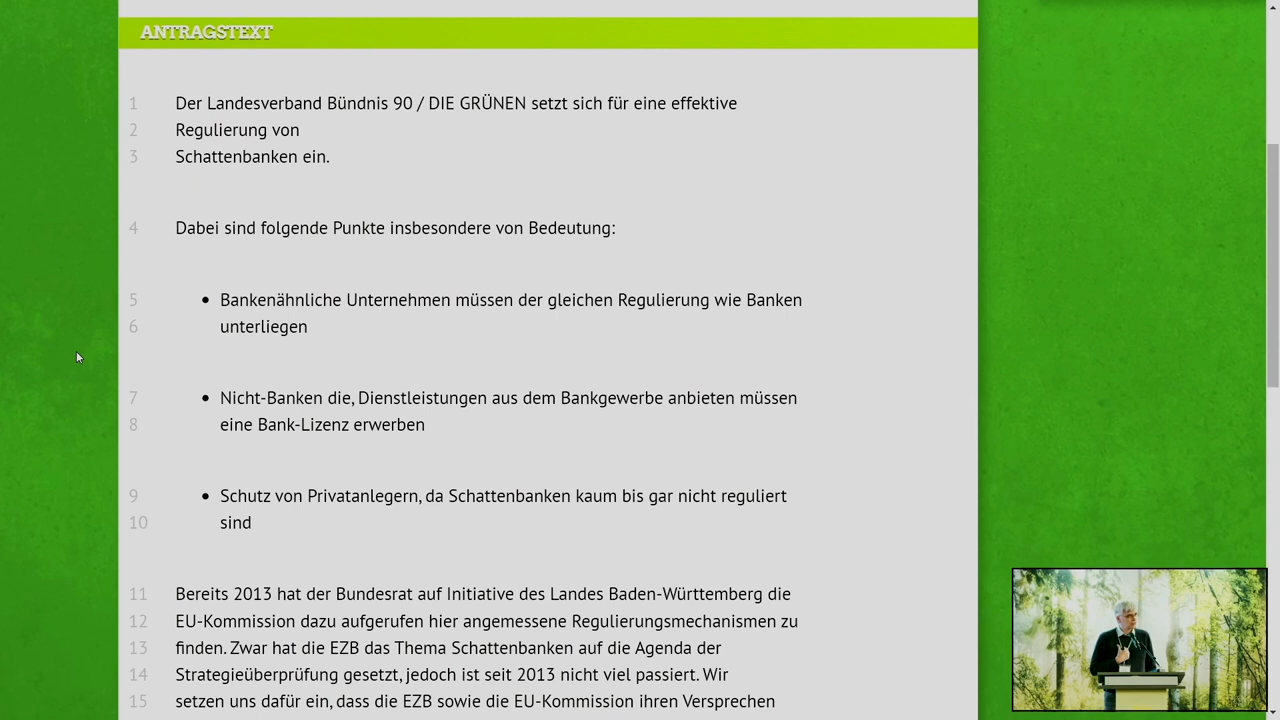 ANTRAGSTEXT
1 Der Landesverband Bündnis 90 / DIE GRÜNEN setzt sich für eine effektive
2 Regulierung von
3 Schattenbanken ein.
4 Dabei sind folgende Punkte insbesondere von Bedeutung:
5 • Bankenähnliche Unternehmen müssen der gleichen Regulierung wie Banken
6 unterliegen
7 • Nicht-Banken die, Dienstleistungen aus dem Bankgewerbe anbieten müssen
8 eine Bank-Lizenz erwerben
9 • Schutz von Privatanlegern, da Schattenbanken kaum bis gar nicht reguliert
10 sind
11 Bereits 2013 hat der Bundesrat auf Initiative des Landes Baden-Württemberg die
12 EU-Kommission dazu aufgerufen hier angemessene Regulierungsmechanismen zu
13 finden. Zwar hat die EZB das Thema Schattenbanken auf die Agenda der
14 Strategieüberprüfung gesetzt, jedoch ist seit 2013 nicht viel passiert. Wir
15 setzen uns dafür ein, dass die EZB sowie die EU-Kommission ihren Versprechen